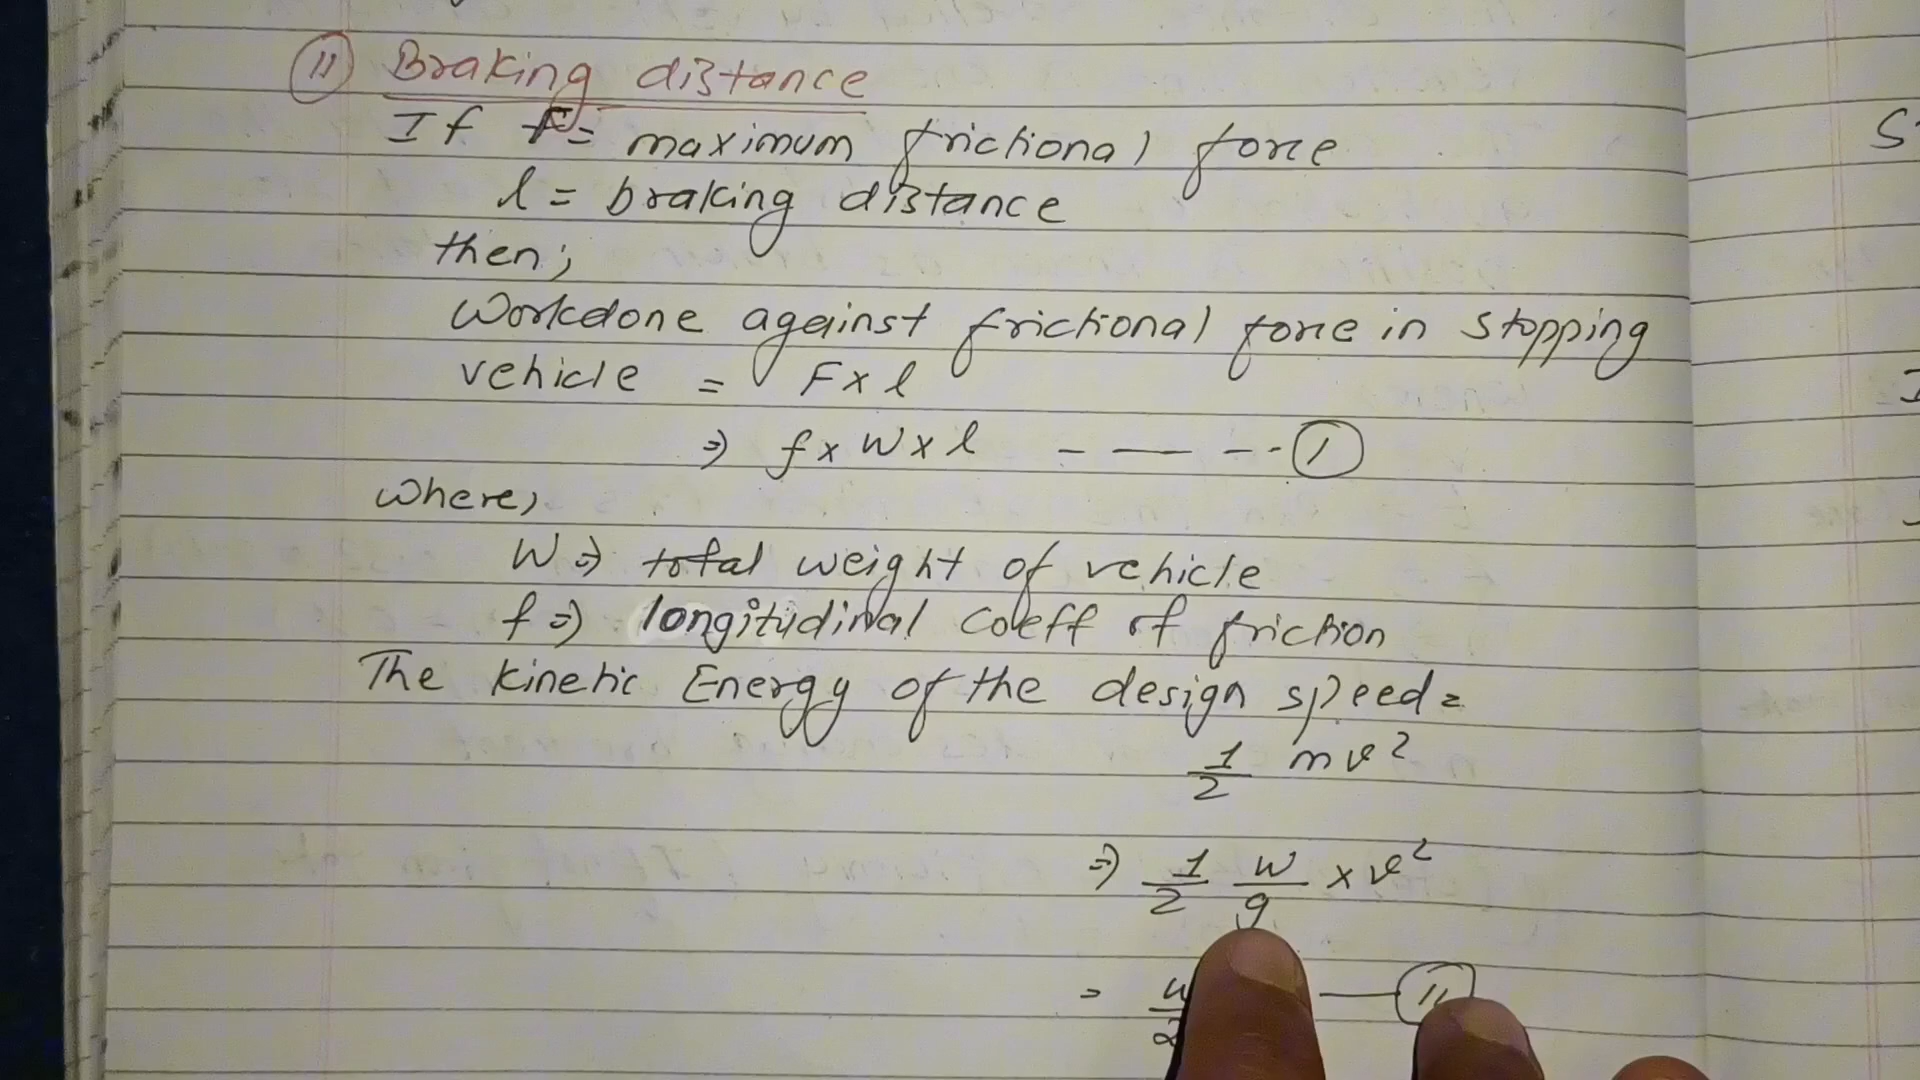 (11) Braking distance
If F = maximum frictional force
l = braking distance
then;
Workdone against frictional force in stopping
vehicle = F x l
⇒ f x W x l - — - - - (1)
where,
W ⇒ total weight of vehicle
f ⇒ longitudinal coeff of friction
The kinetic Energy of the design speed =
1/2 mv²
⇒ 1/2 W/g x v²
= — (11)